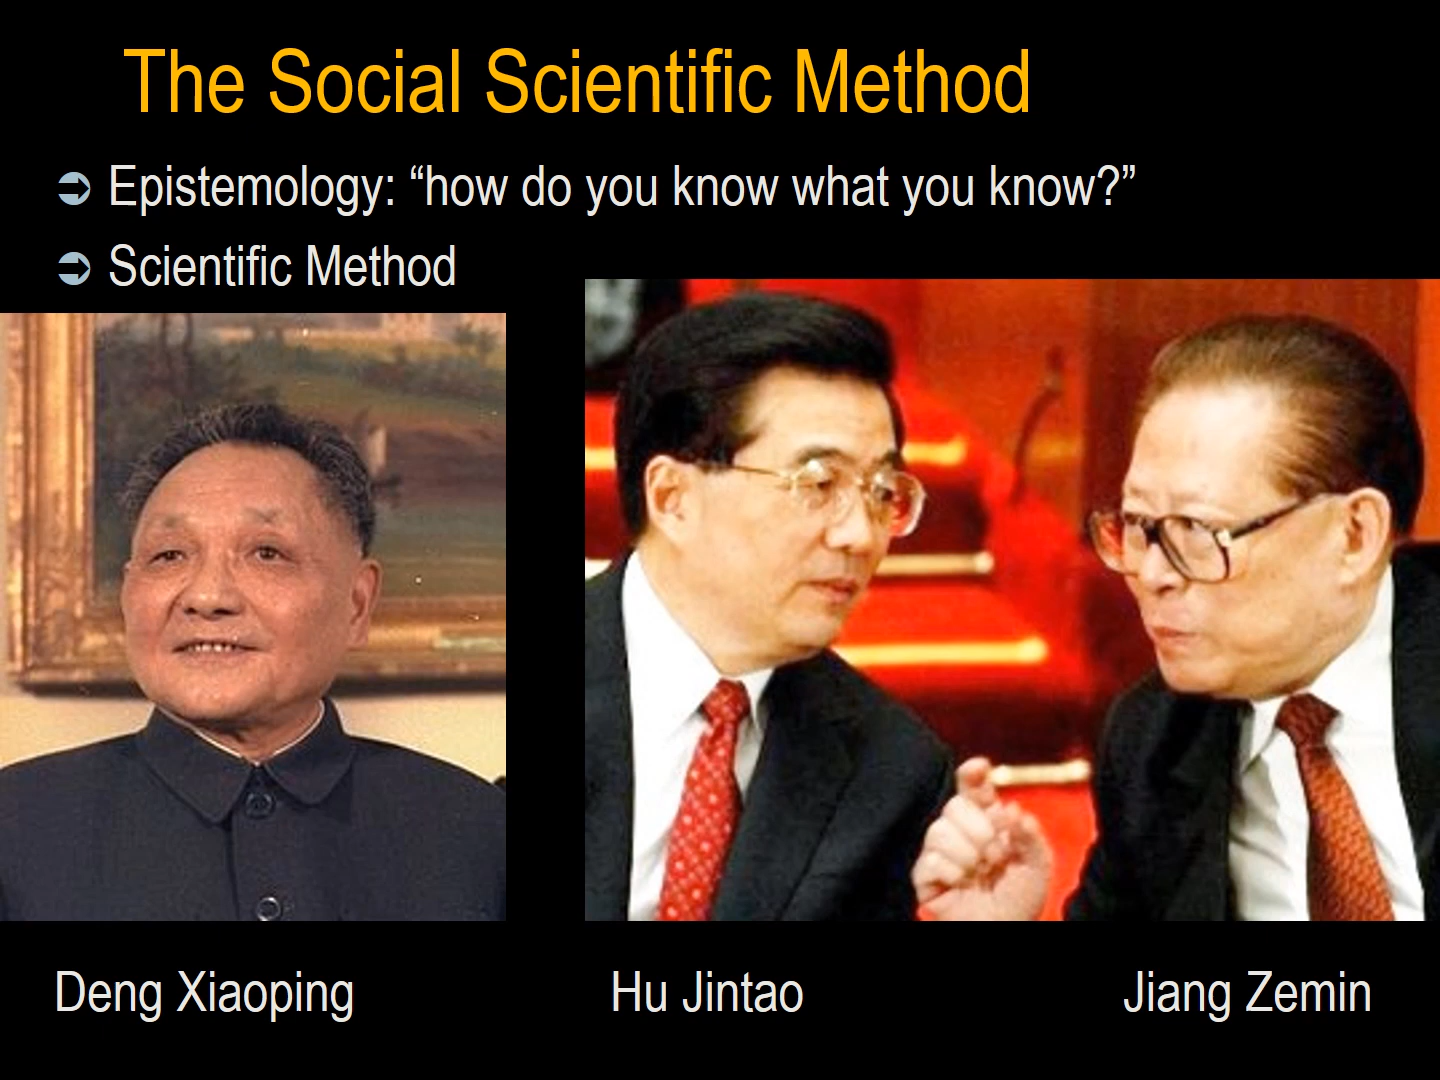 The Social Scientific Method
Epistemology: “how do you know what you know?”
Scientific Method
Deng Xiaoping
Hu Jintao
Jiang Zemin